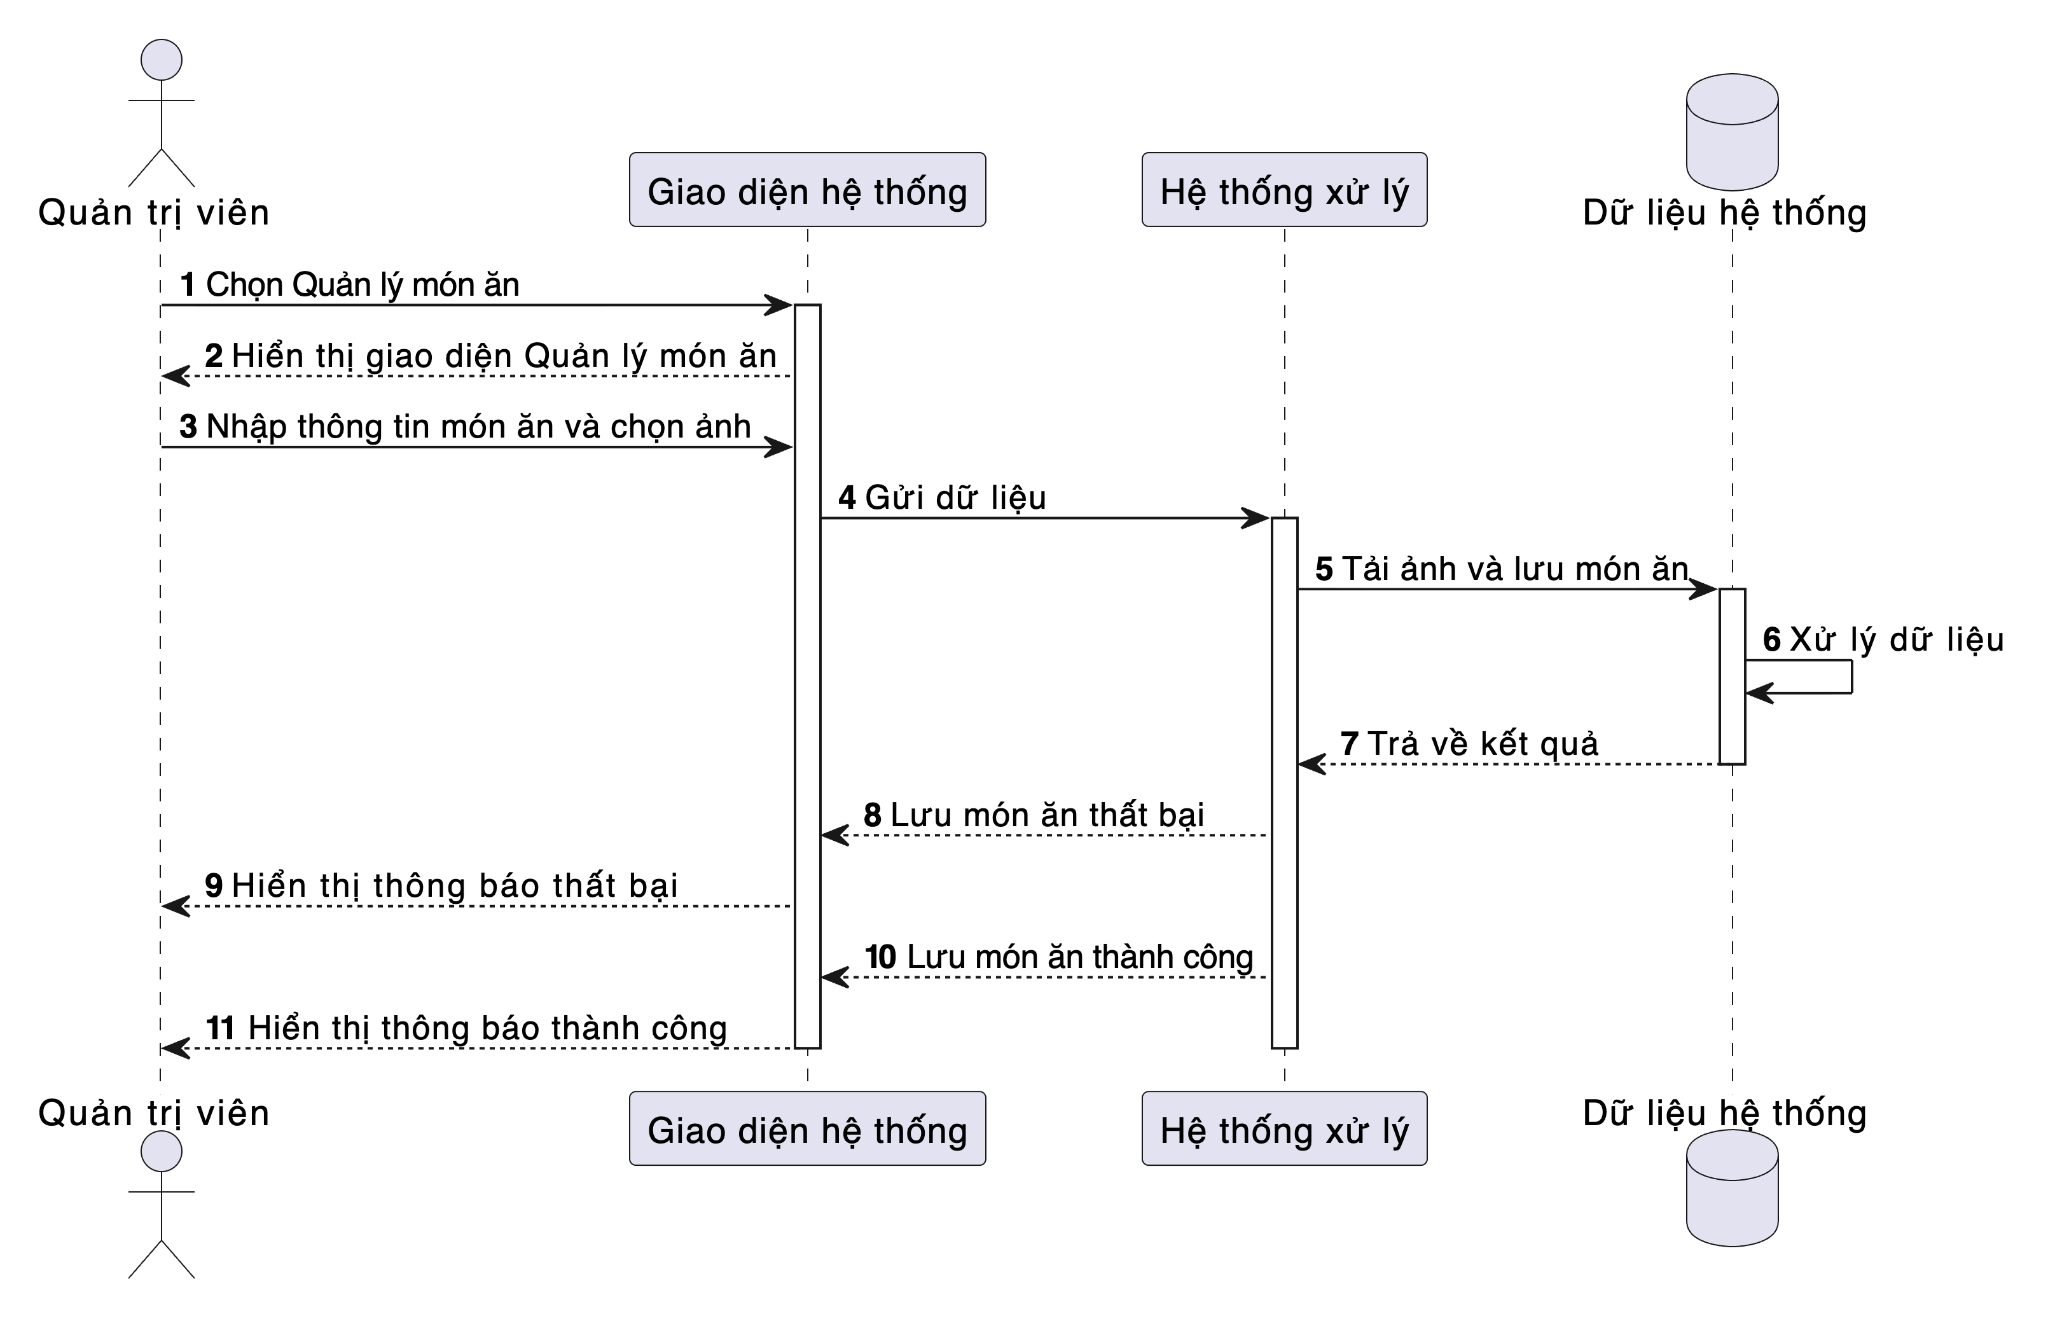 Quản trị viên
Giao diện hệ thống
Hệ thống xử lý
Dữ liệu hệ thống
1 Chọn Quản lý món ăn
2 Hiển thị giao diện Quản lý món ăn
3 Nhập thông tin món ăn và chọn ảnh
4 Gửi dữ liệu
5 Tải ảnh và lưu món ăn
6 Xử lý dữ liệu
7 Trả về kết quả
8 Lưu món ăn thất bại
9 Hiển thị thông báo thất bại
10 Lưu món ăn thành công
11 Hiển thị thông báo thành công
Quản trị viên
Giao diện hệ thống
Hệ thống xử lý
Dữ liệu hệ thống